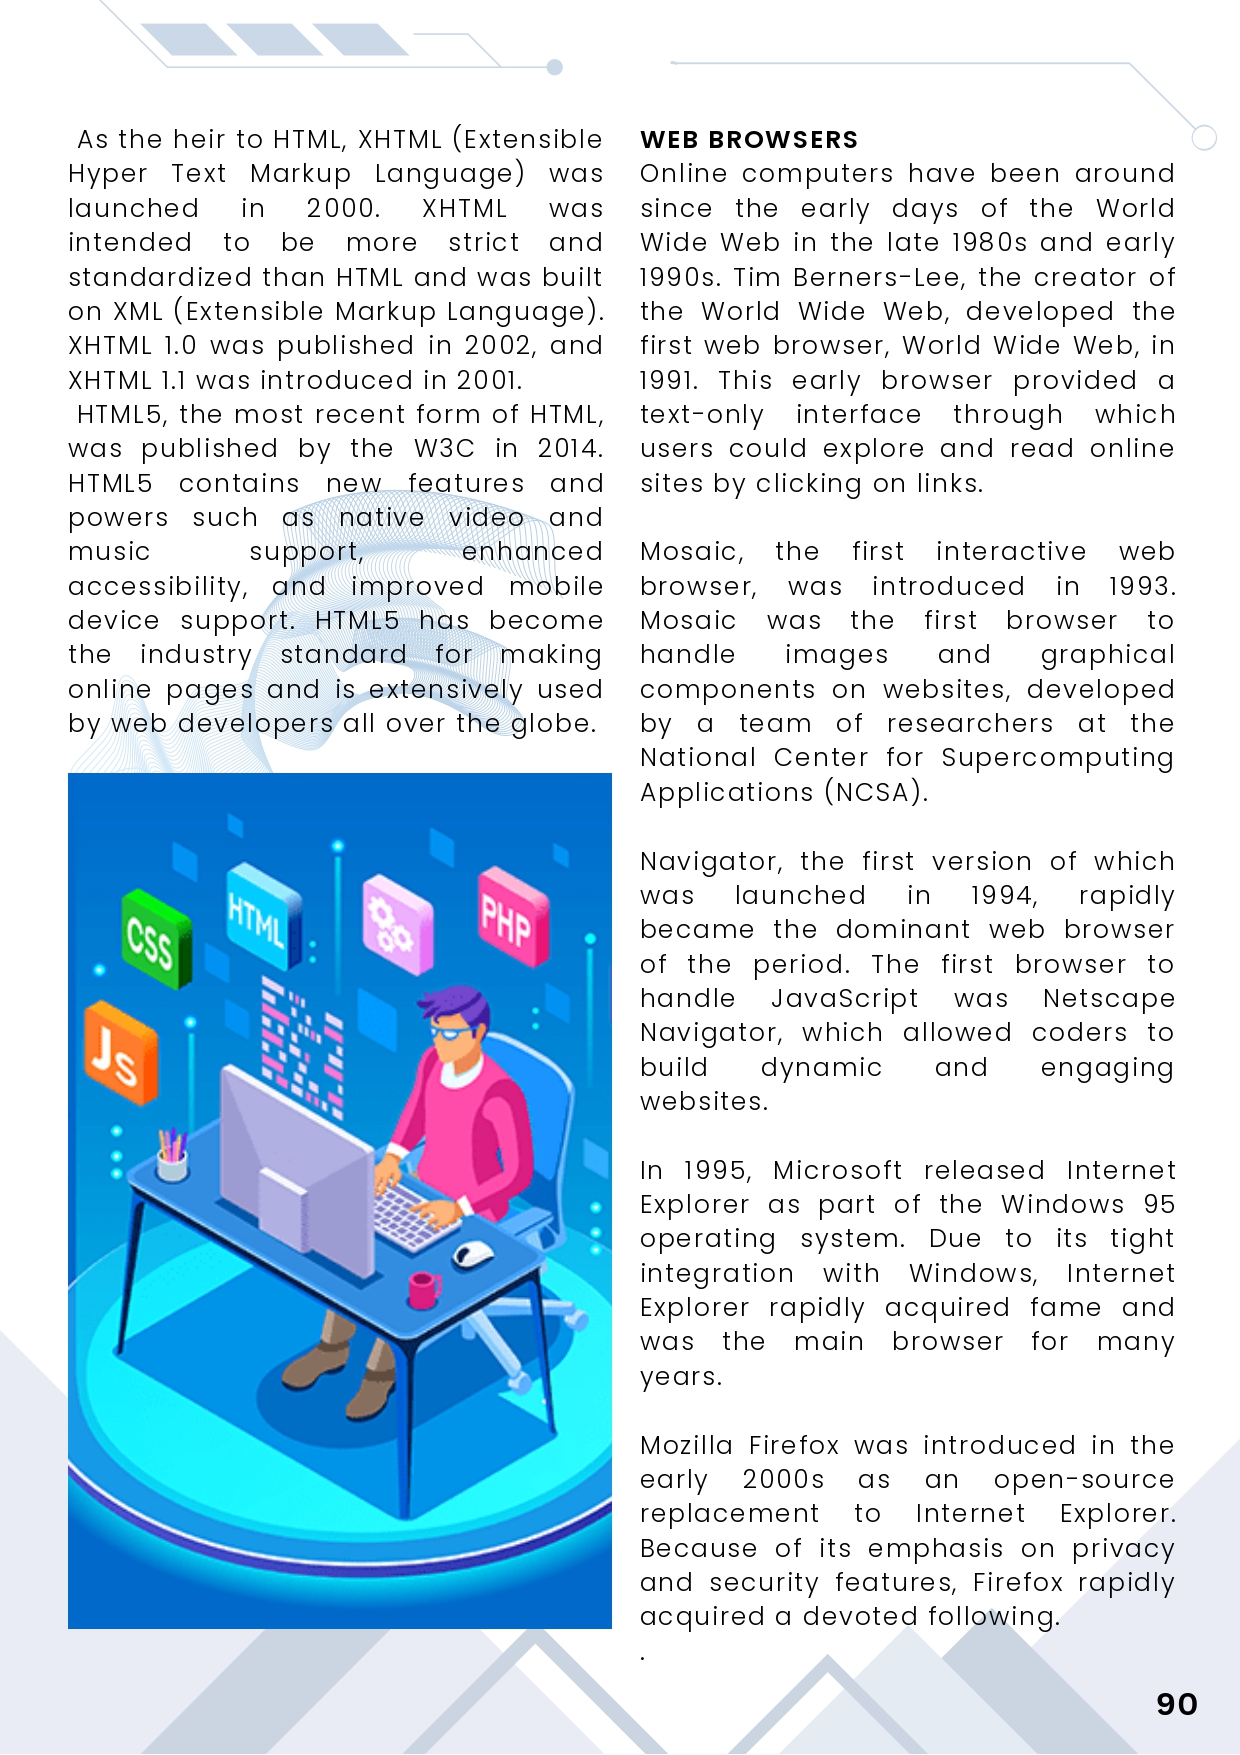 As the heir to HTML, XHTML (Extensible
Hyper Text Markup Language) was
launched in 2000. XHTML was
intended to be more strict and
standardized than HTML and was built
on XML (Extensible Markup Language).
XHTML 1.0 was published in 2002, and
XHTML 1.1 was introduced in 2001.
HTML5, the most recent form of HTML,
was published by the W3C in 2014.
HTML5 contains new features and
powers such as native video and
music support, enhanced
accessibility, and improved mobile
device support. HTML5 has become
the industry standard for making
online pages and is extensively used
by web developers all over the globe.
CSS
HTML
PHP
Js
WEB BROWSERS
Online computers have been around
since the early days of the World
Wide Web in the late 1980s and early
1990s. Tim Berners-Lee, the creator of
the World Wide Web, developed the
first web browser, World Wide Web, in
1991. This early browser provided a
text-only interface through which
users could explore and read online
sites by clicking on links.
Mosaic, the first interactive web
browser, was introduced in 1993.
Mosaic was the first browser to
handle images and graphical
components on websites, developed
by a team of researchers at the
National Center for Supercomputing
Applications (NCSA).
Navigator, the first version of which
was launched in 1994, rapidly
became the dominant web browser
of the period. The first browser to
handle JavaScript was Netscape
Navigator, which allowed coders to
build dynamic and engaging
websites.
In 1995, Microsoft released Internet
Explorer as part of the Windows 95
operating system. Due to its tight
integration with Windows, Internet
Explorer rapidly acquired fame and
was the main browser for many
years.
Mozilla Firefox was introduced in the
early 2000s as an open-source
replacement to Internet Explorer.
Because of its emphasis on privacy
and security features, Firefox rapidly
acquired a devoted following.
.
90